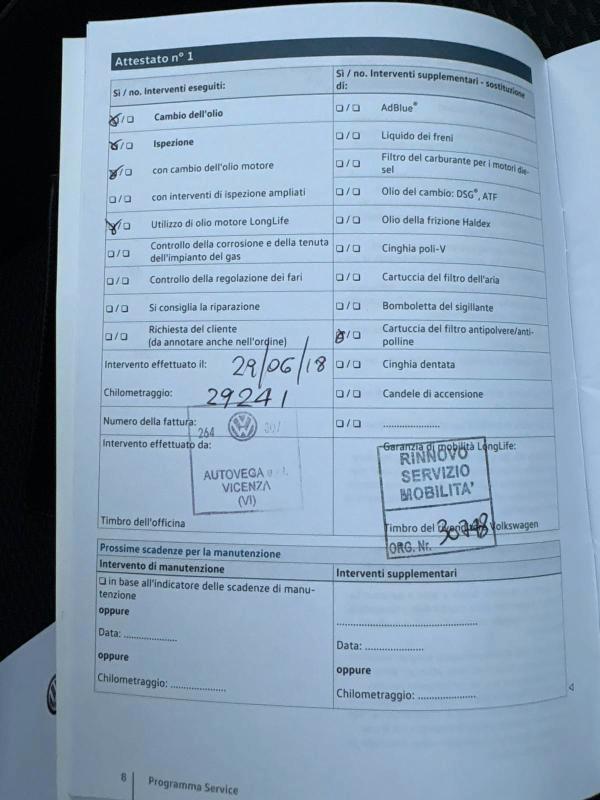 Attestato n° 1
Sì / no. Interventi eseguiti:
❏/❏ Cambio dell'olio
❏/❏ Ispezione
❏/❏ con cambio dell'olio motore
❏/❏ con interventi di ispezione ampliati
❏/❏ Utilizzo di olio motore LongLife
❏/❏ Controllo della corrosione e della tenuta
dell'impianto del gas
❏/❏ Controllo della regolazione dei fari
❏/❏ Si consiglia la riparazione
❏/❏ Richiesta del cliente
(da annotare anche nell'ordine)
Intervento effettuato il: 29/06/18
Chilometraggio: 29241
Numero della fattura:
264
Intervento effettuato da:
AUTOVEGA
VICENZA
(VI)
Timbro dell'officina
Sì / no. Interventi supplementari - sostituzione
di:
❏/❏ AdBlue®
❏/❏ Liquido dei freni
❏/❏ Filtro del carburante per i motori die-
sel
❏/❏ Olio del cambio: DSG®, ATF
❏/❏ Olio della frizione Haldex
❏/❏ Cinghia poli-V
❏/❏ Cartuccia del filtro dell'aria
❏/❏ Bomboletta del sigillante
❏/❏ Cartuccia del filtro antipolvere/anti-
polline
❏/❏ Cinghia dentata
❏/❏ Candele di accensione
❏/❏ ......................
Garanzia di mobilità LongLife:
RINNOVO
SERVIZIO
MOBILITA'
Timbro del Volkswagen
ORG. Nr.
Prossime scadenze per la manutenzione
Intervento di manutenzione
❏ in base all'indicatore delle scadenze di manu-
tenzione
oppure
Data: ...................
oppure
Chilometraggio: ....................
Interventi supplementari
..................................................
Data: .....................
oppure
Chilometraggio: .....................
8 Programma Service